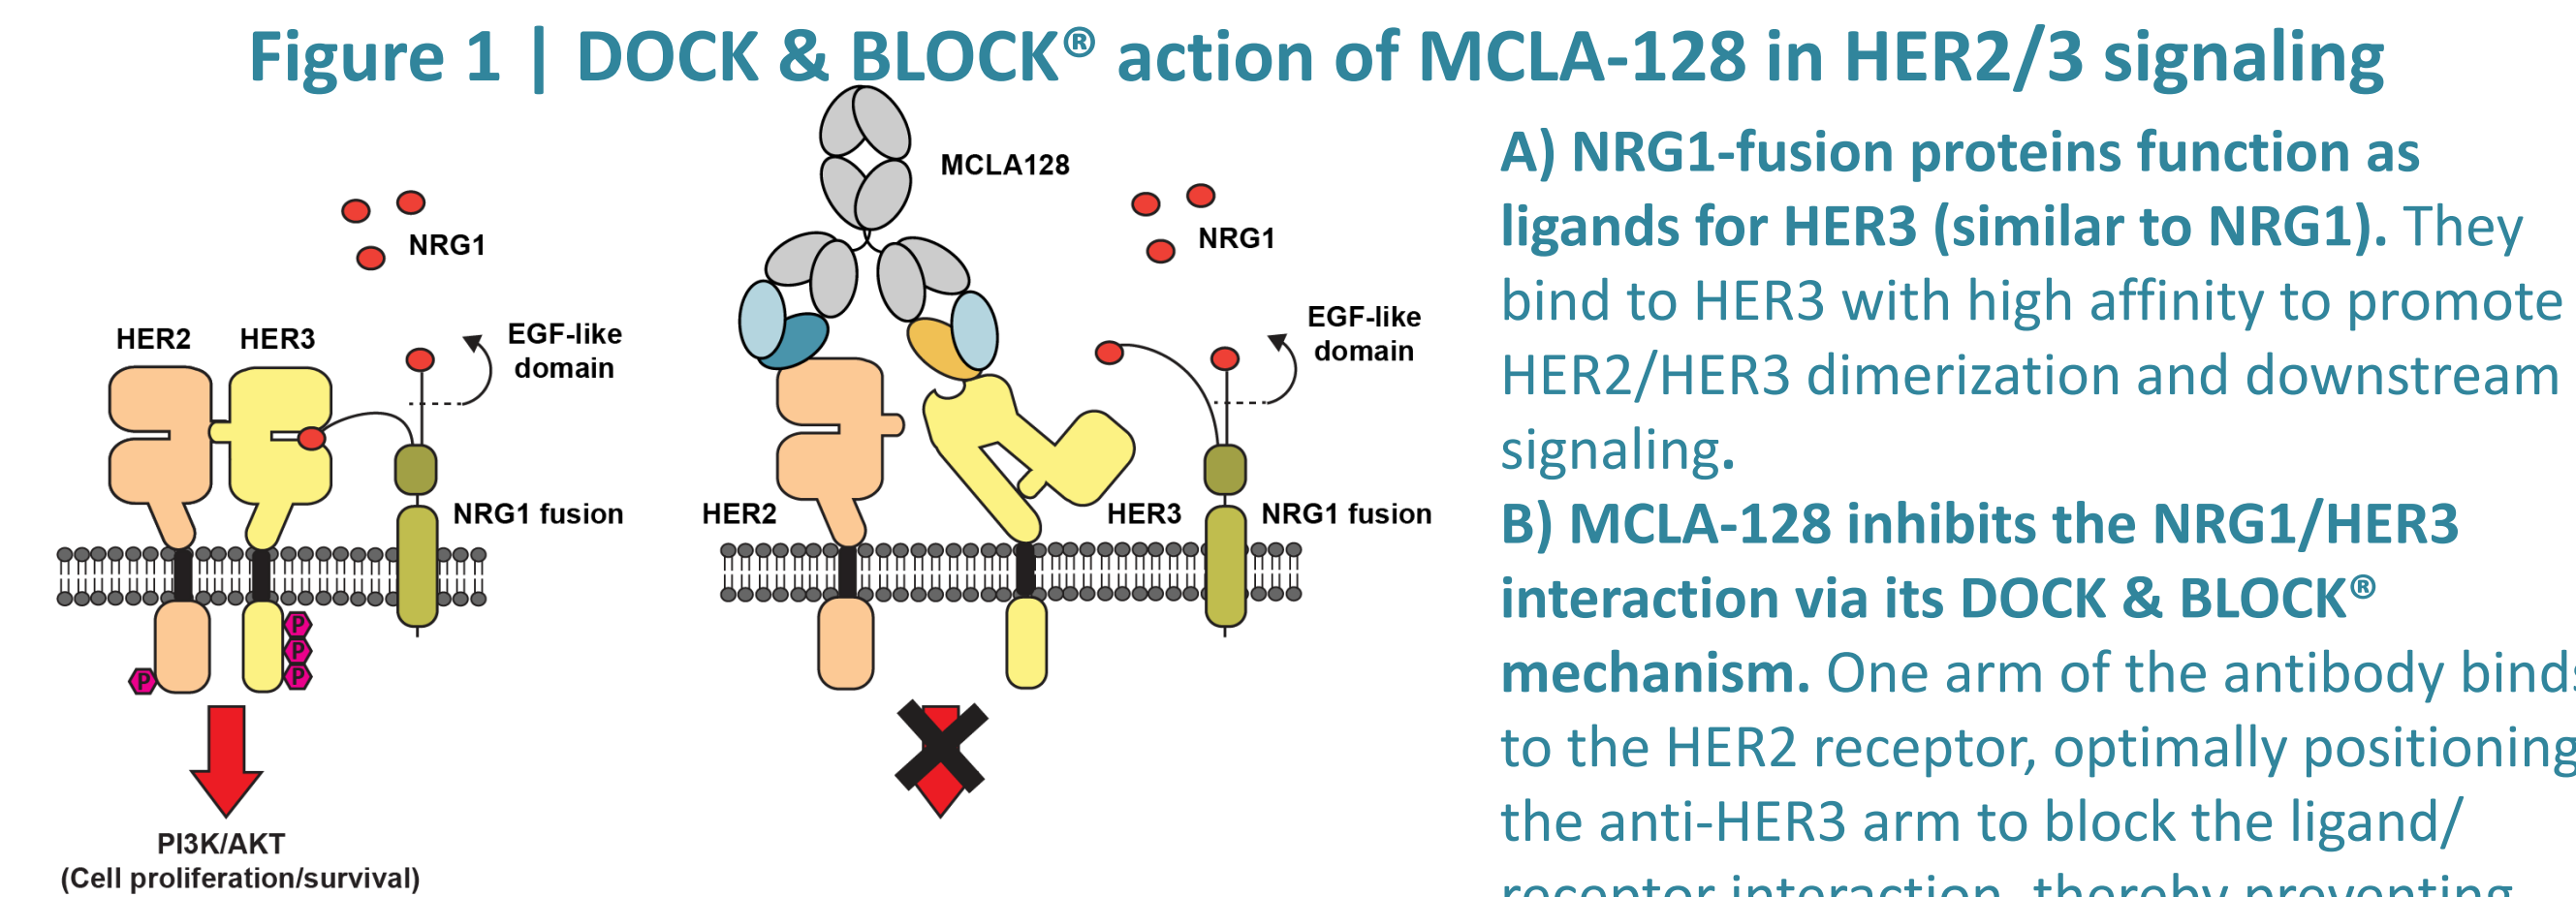 Figure 1 | DOCK & BLOCK® action of MCLA-128 in HER2/3 signaling
MCLA128
NRG1
HER2
HER3
EGF-like
domain
NRG1 fusion
P
P
P
P
PI3K/AKT
(Cell proliferation/survival)
NRG1
EGF-like
domain
HER2
HER3
NRG1 fusion
A) NRG1-fusion proteins function as
ligands for HER3 (similar to NRG1). They
bind to HER3 with high affinity to promote
HER2/HER3 dimerization and downstream
signaling.
B) MCLA-128 inhibits the NRG1/HER3
interaction via its DOCK & BLOCK®
mechanism. One arm of the antibody binds
to the HER2 receptor, optimally positioning
the anti-HER3 arm to block the ligand/
receptor interaction, thereby preventing